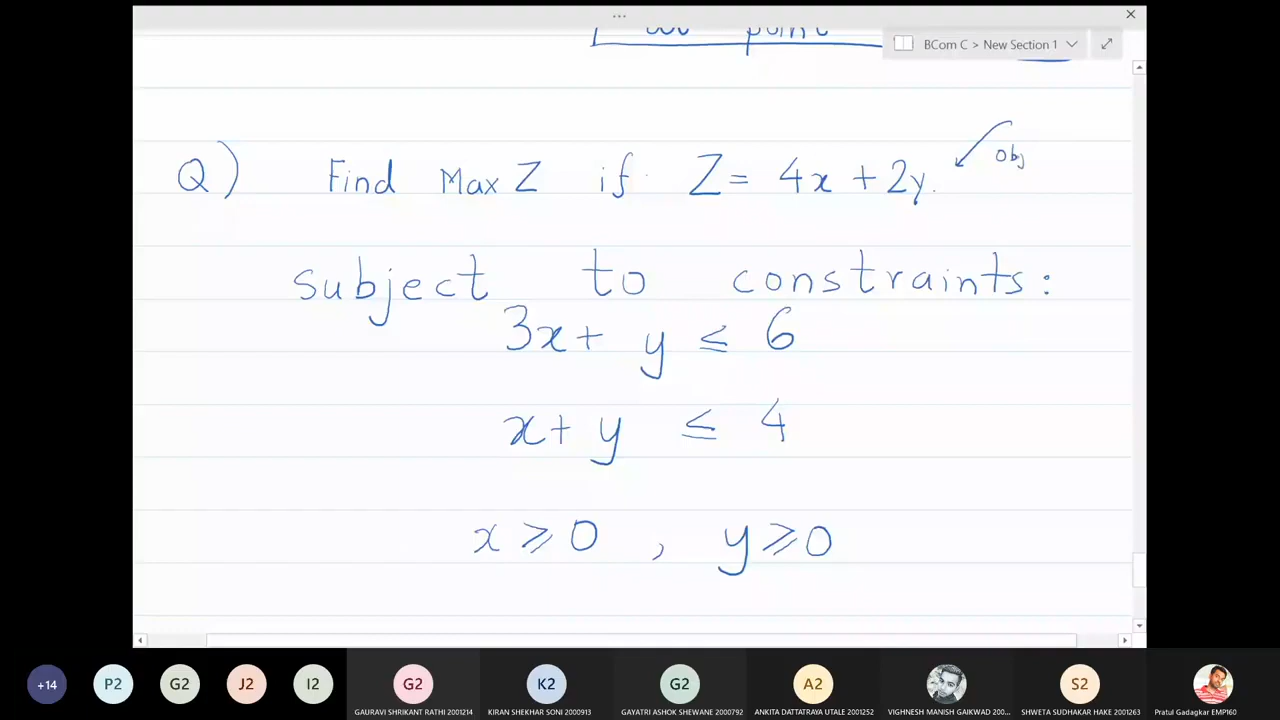 BCom C > New Section 1
Q) Find Max Z if Z = 4x + 2y. Obj
subject to constraints:
3x + y ≤ 6
x + y ≤ 4
x ≥ 0 , y ≥ 0
+14 P2 G2 J2 I2 G2 K2 G2 A2 S2
GAURAVI SHRIKANT RATHI 2001214 KIRAN SHEKHAR SONI 2000913 GAYATRI ASHOK SHEWANE 2000792 ANKITA DATTATRAYA UTALE 2001252 VIGHNESH MANISH GAIKWAD 200... SHWETA SUDHAKAR HAKE 2001263 Pratul Gadagkar EMP160